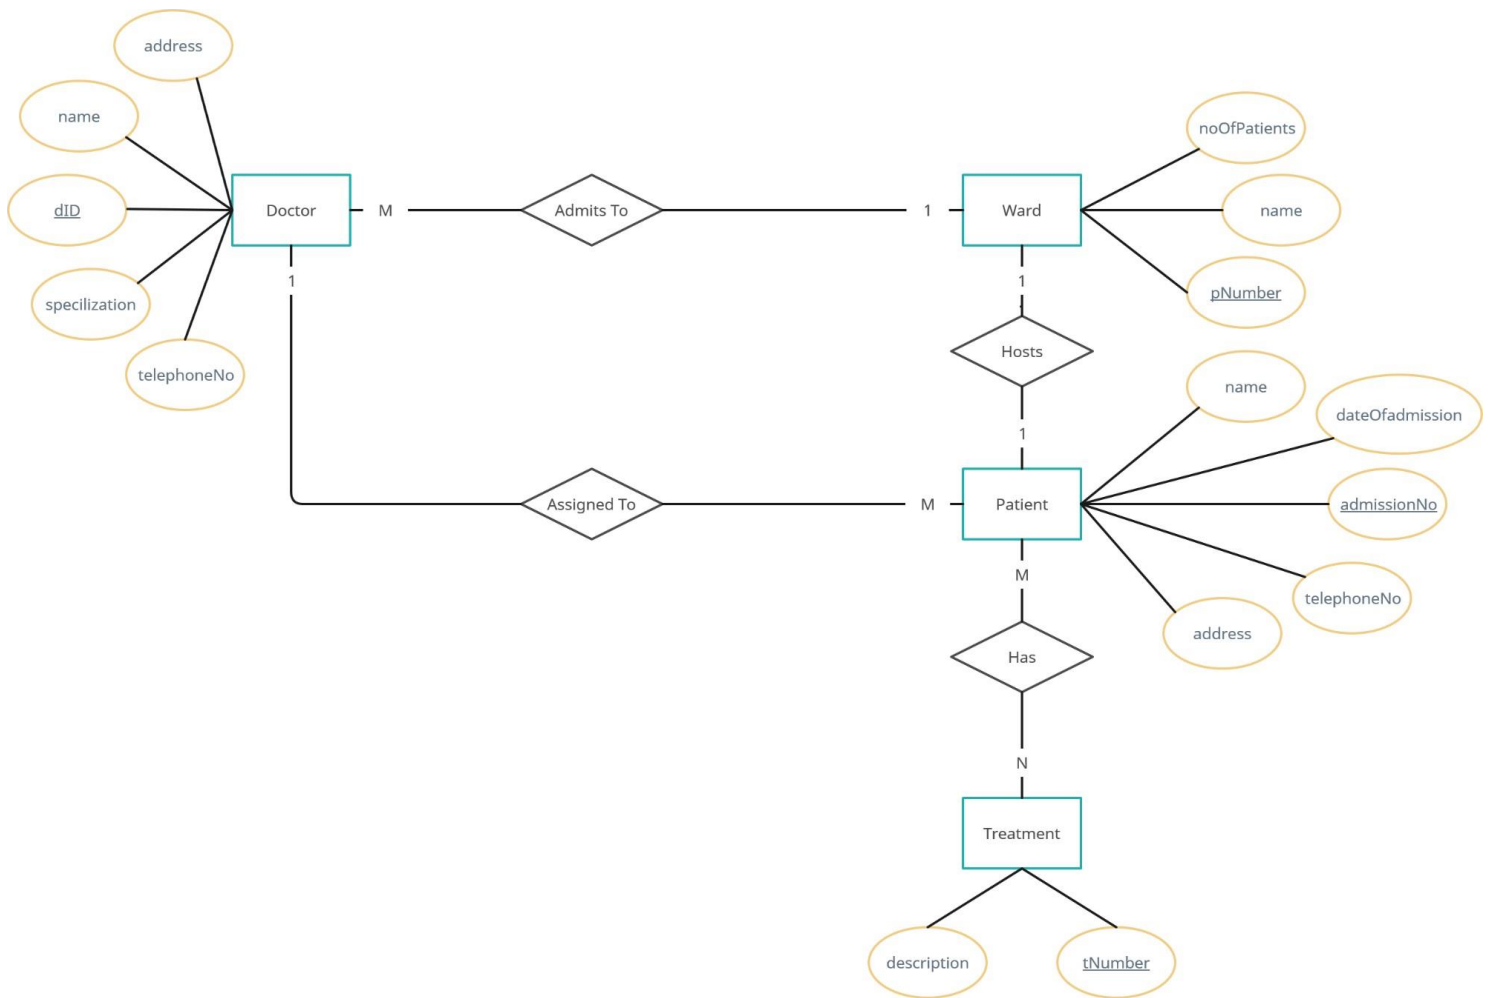 address
name
dID
specilization
telephoneNo
Doctor
M
Admits To
1
Ward
noOfPatients
name
pNumber
1
Hosts
1
1
Assigned To
M
Patient
name
dateOfadmission
admissionNo
telephoneNo
address
M
Has
N
Treatment
description
tNumber